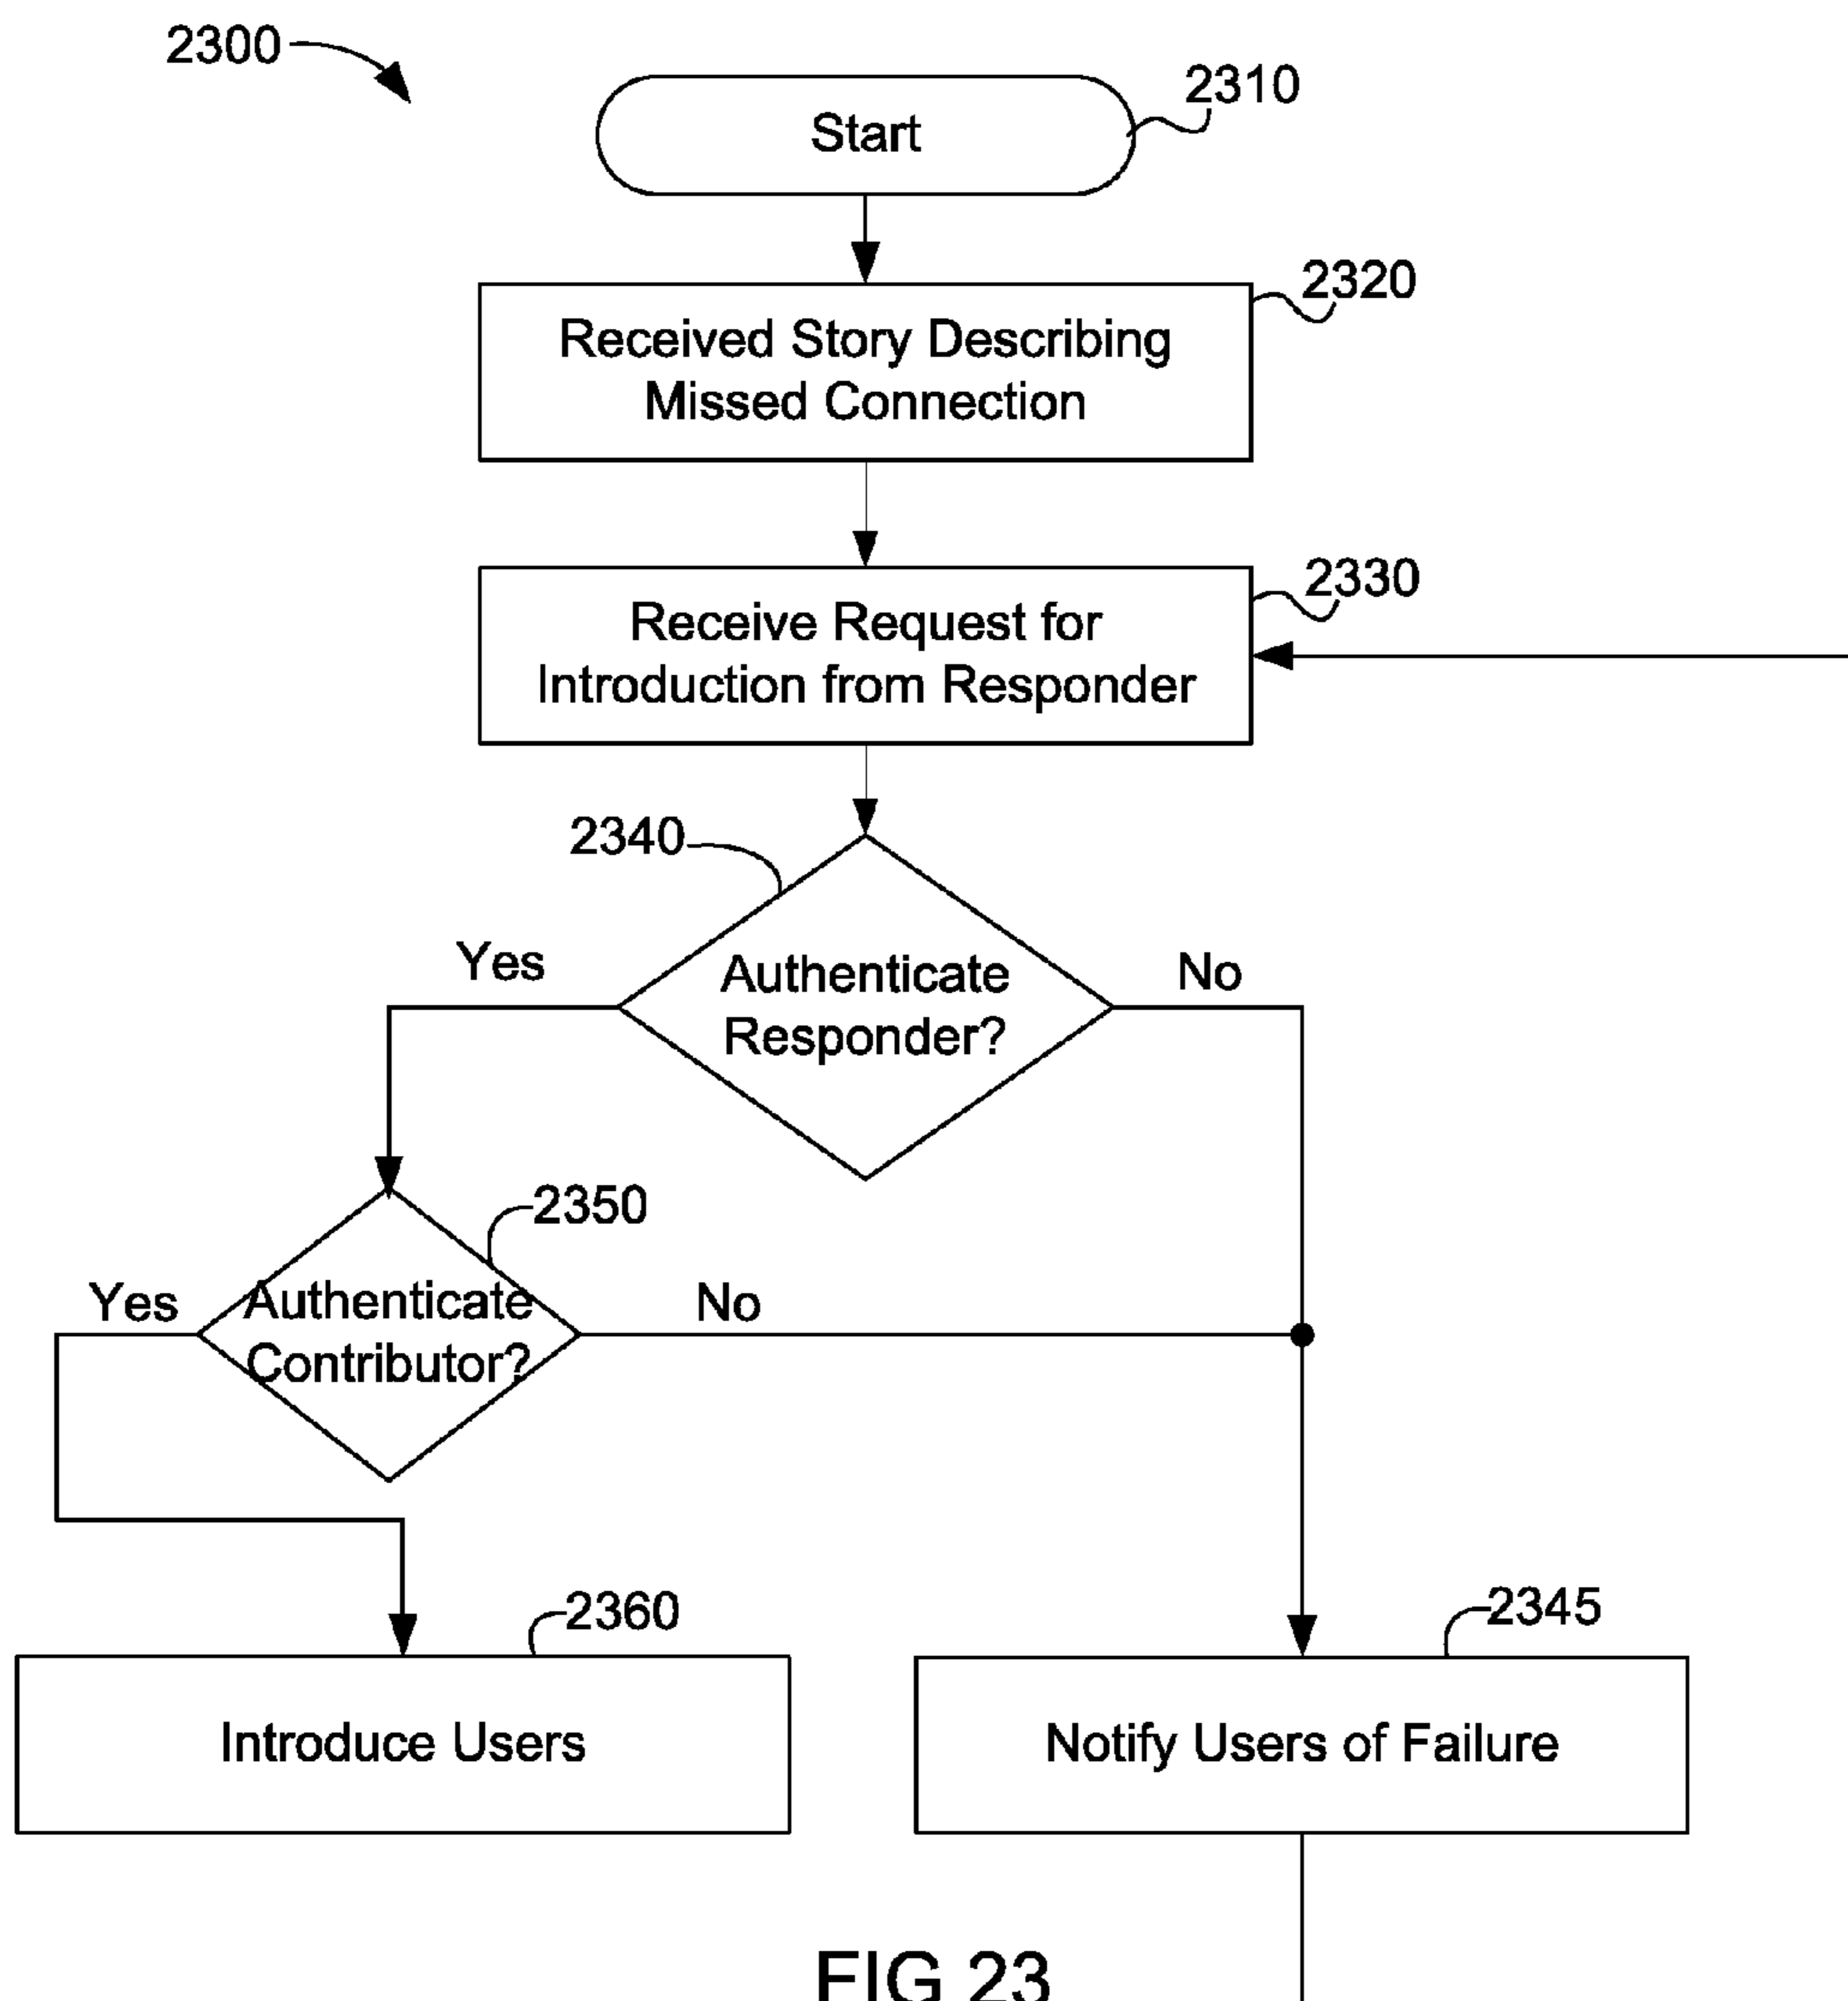 2300
Start
2310
Received Story Describing
Missed Connection
2320
Receive Request for
Introduction from Responder
2330
2340
Yes
Authenticate
Responder?
No
2350
Yes
Authenticate
Contributor?
No
2360
Introduce Users
2345
Notify Users of Failure
FIG 23